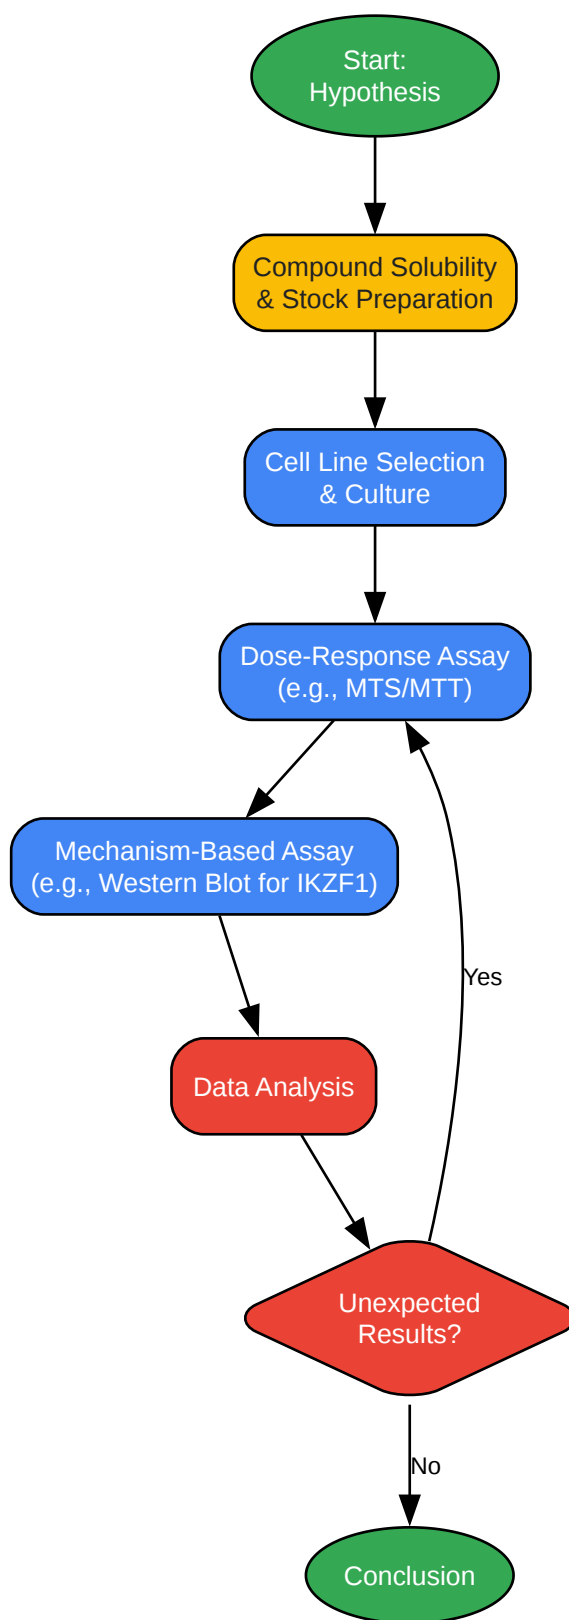 Start:
Hypothesis
Compound Solubility
& Stock Preparation
Cell Line Selection
& Culture
Dose-Response Assay
(e.g., MTS/MTT)
Mechanism-Based Assay
(e.g., Western Blot for IKZF1)
Yes
Data Analysis
Unexpected
Results?
No
Conclusion